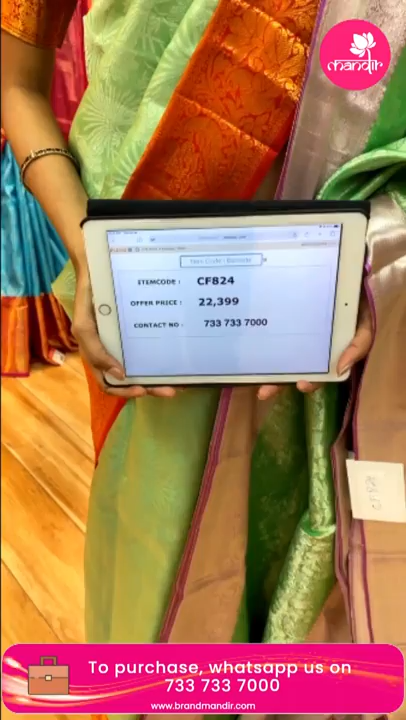 mandir
ITEMCODE : CF824
OFFER PRICE : 22,399
CONTACT NO : 733 733 7000
CF824
To purchase, whatsapp us on
733 733 7000
www.brandmandir.com